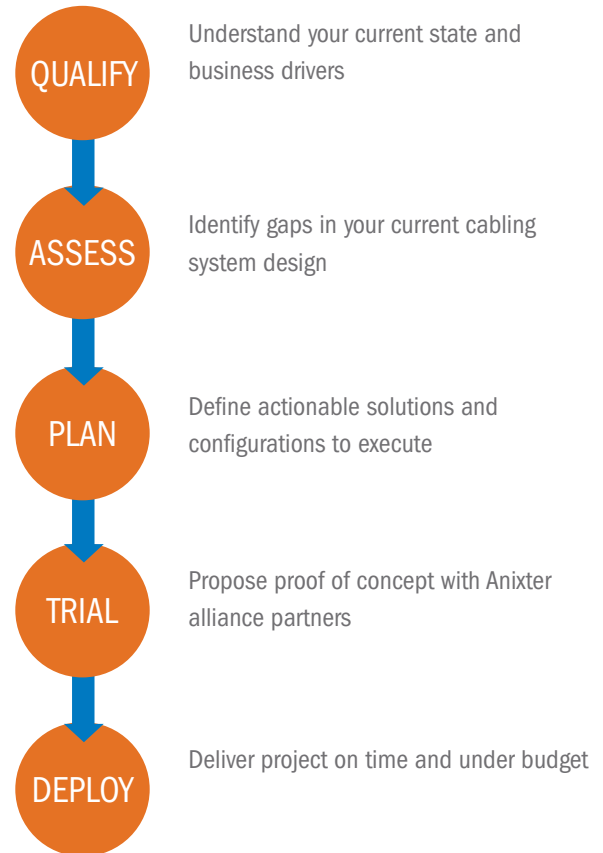 QUALIFY
Understand your current state and
business drivers
ASSESS
Identify gaps in your current cabling
system design
PLAN
Define actionable solutions and
configurations to execute
TRIAL
Propose proof of concept with Anixter
alliance partners
DEPLOY
Deliver project on time and under budget